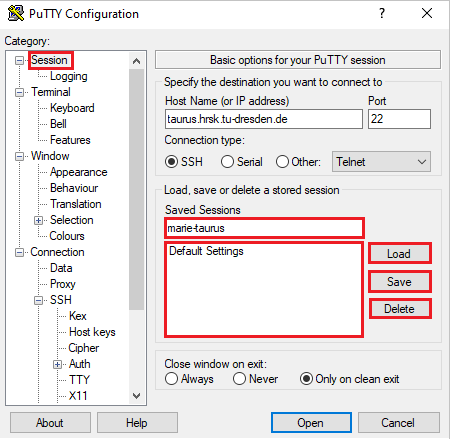 PuTTY Configuration
Category:
Session
Logging
Terminal
Keyboard
Bell
Features
Window
Appearance
Behaviour
Translation
Selection
Colours
Connection
Data
Proxy
SSH
Kex
Host keys
Cipher
Auth
TTY
X11
Basic options for your PuTTY session
Specify the destination you want to connect to
Host Name (or IP address) Port
taurus.hrsk.tu-dresden.de 22
Connection type:
SSH Serial Other: Telnet
Load, save or delete a stored session
Saved Sessions
marie-taurus
Default Settings
Load
Save
Delete
Close window on exit:
Always Never Only on clean exit
About Help Open Cancel